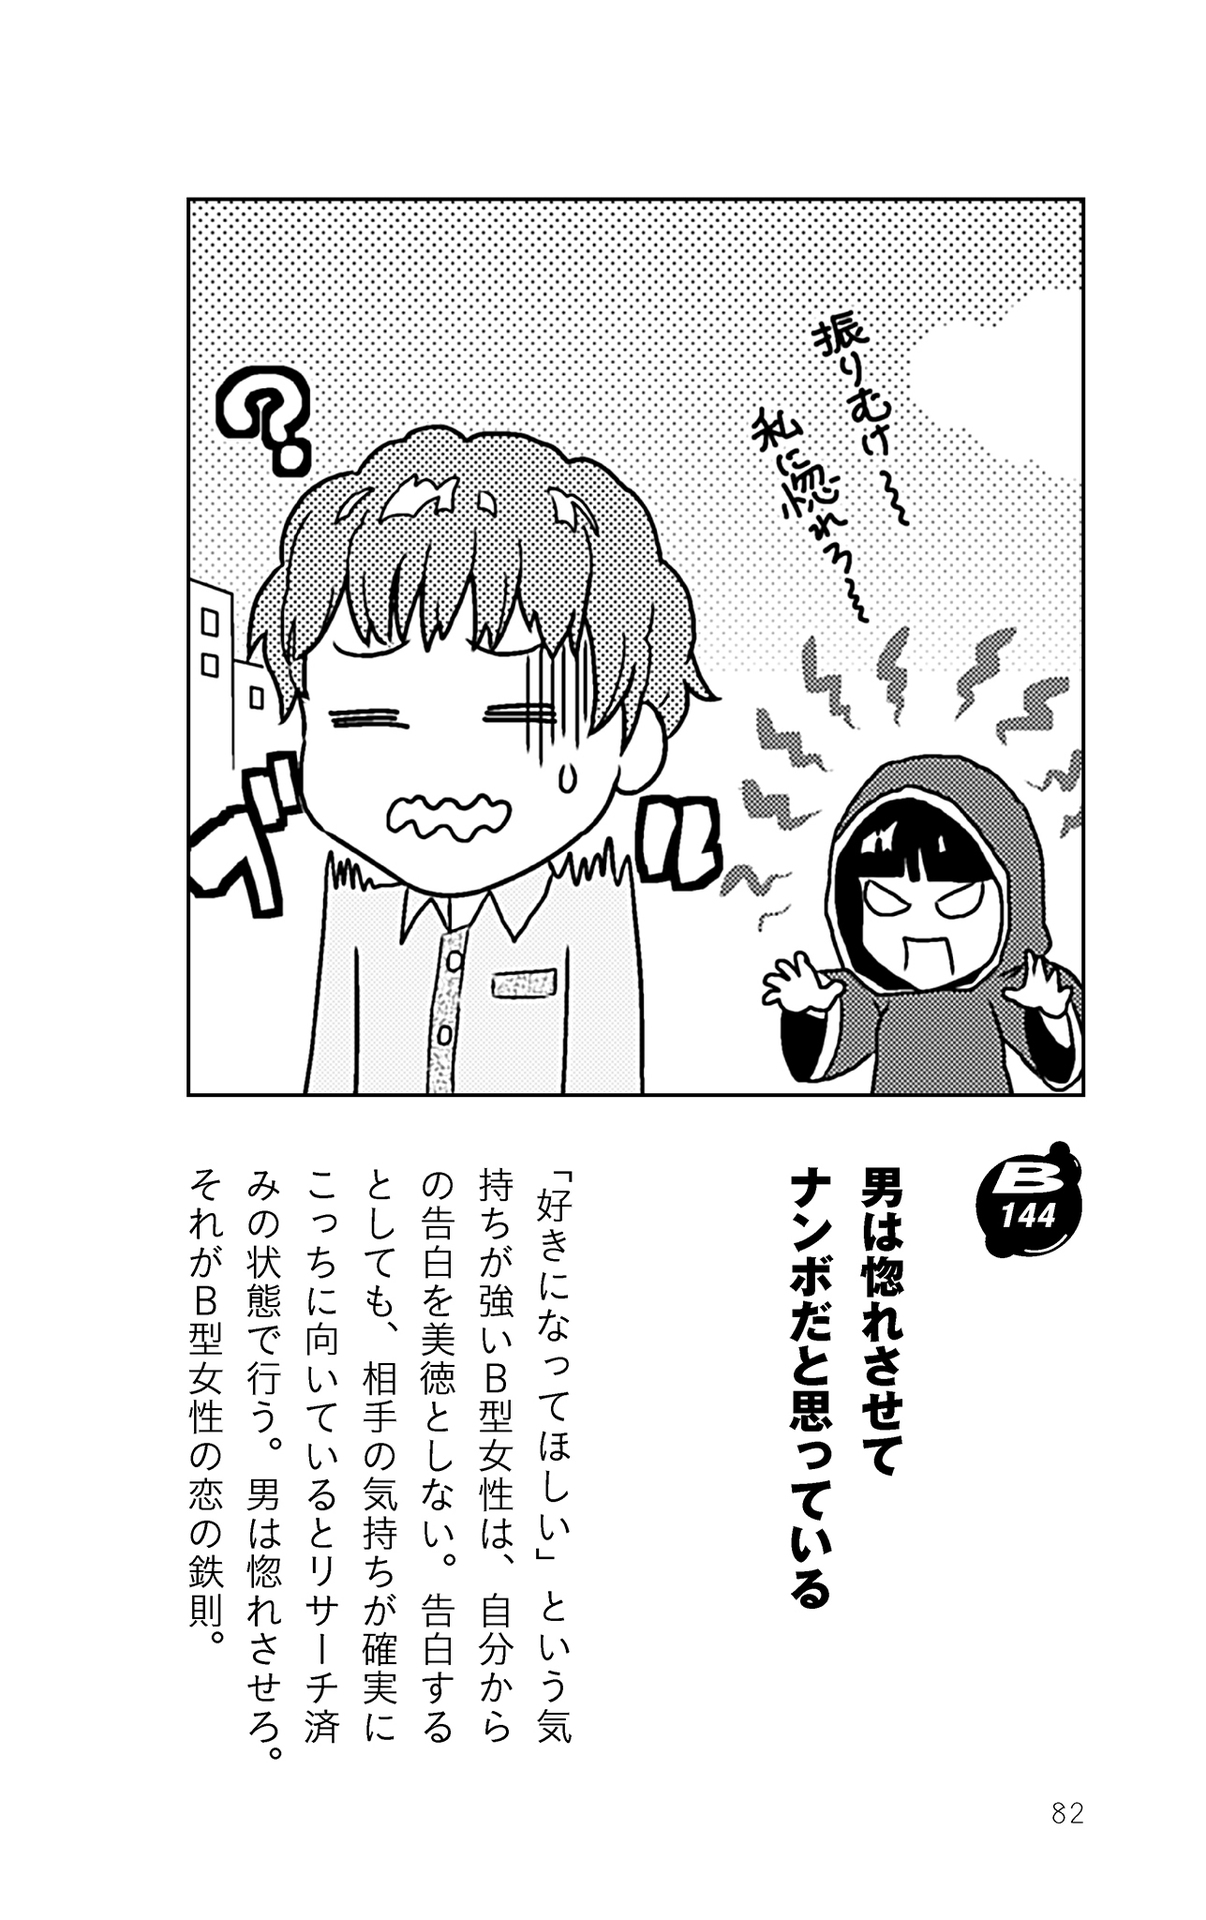 振りむけ～～
私に惚れろ～～
?
ブル
B
144
男は惚れさせて
ナンボだと思っている
「好きになってほしい」という気
持ちが強いB型女性は、自分から
の告白を美徳としない。告白する
としても、相手の気持ちが確実に
こっちに向いているとリサーチ済
みの状態で行う。男は惚れさせろ。
それがB型女性の恋の鉄則。
82